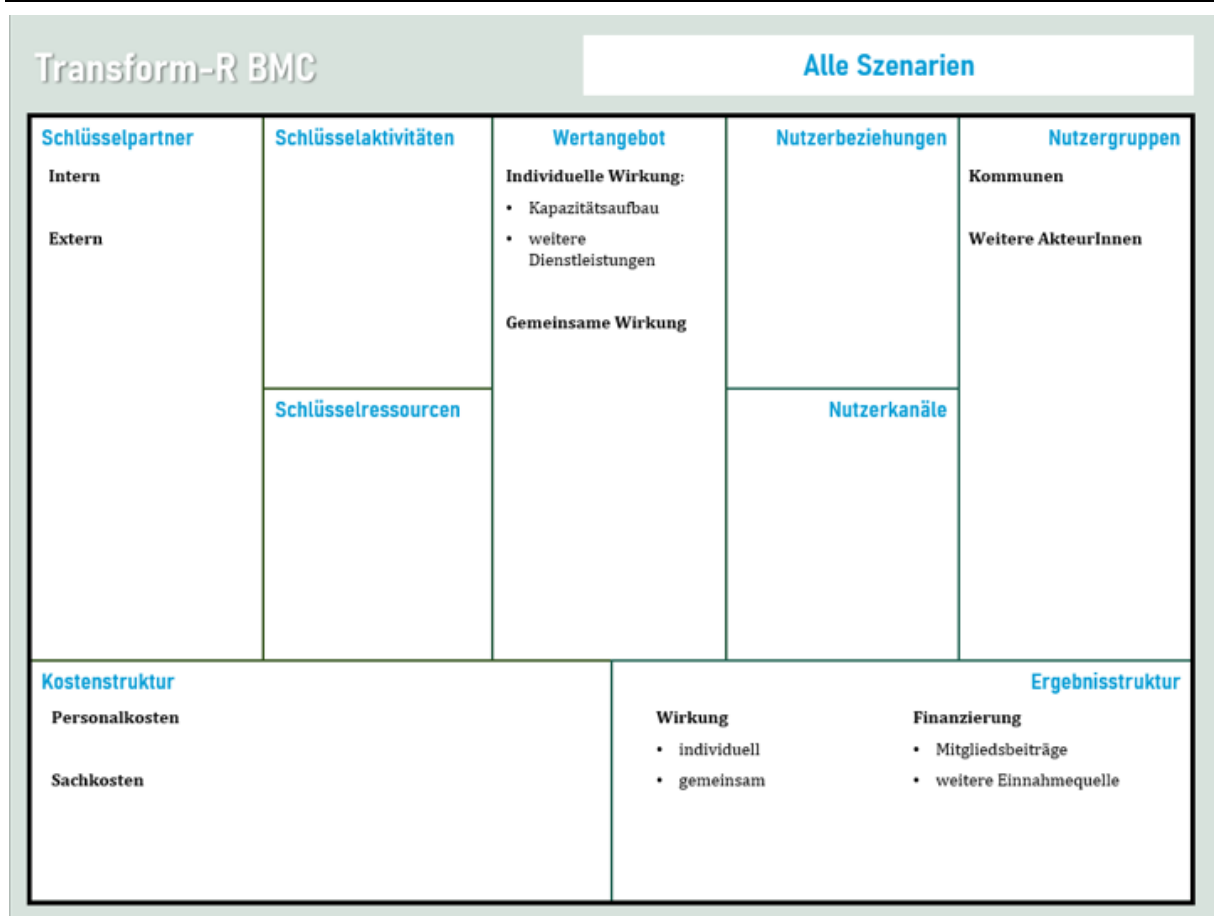 Transform-R BMC
Alle Szenarien
Schlüsselpartner
Intern
Extern
Schlüsselaktivitäten
Schlüsselressourcen
Wertangebot
Individuelle Wirkung:
• Kapazitätsaufbau
• weitere
Dienstleistungen
Gemeinsame Wirkung
Nutzerbeziehungen
Nutzerkanäle
Nutzergruppen
Kommunen
Weitere AkteurInnen
Kostenstruktur
Personalkosten
Sachkosten
Ergebnisstruktur
Wirkung
• individuell
• gemeinsam
Finanzierung
• Mitgliedsbeiträge
• weitere Einnahmequelle